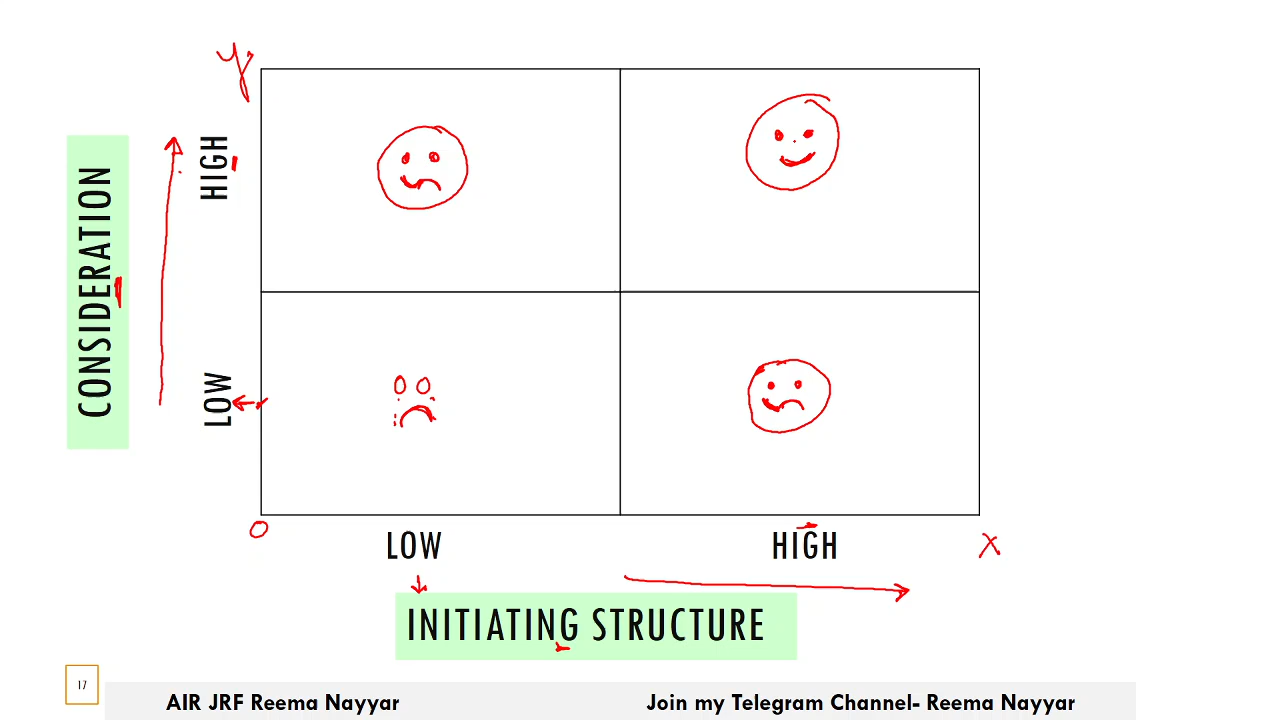 y
CONSIDERATION
HIGH
LOW
O
LOW
HIGH
X
INITIATING STRUCTURE
17
AIR JRF Reema Nayyar
Join my Telegram Channel- Reema Nayyar